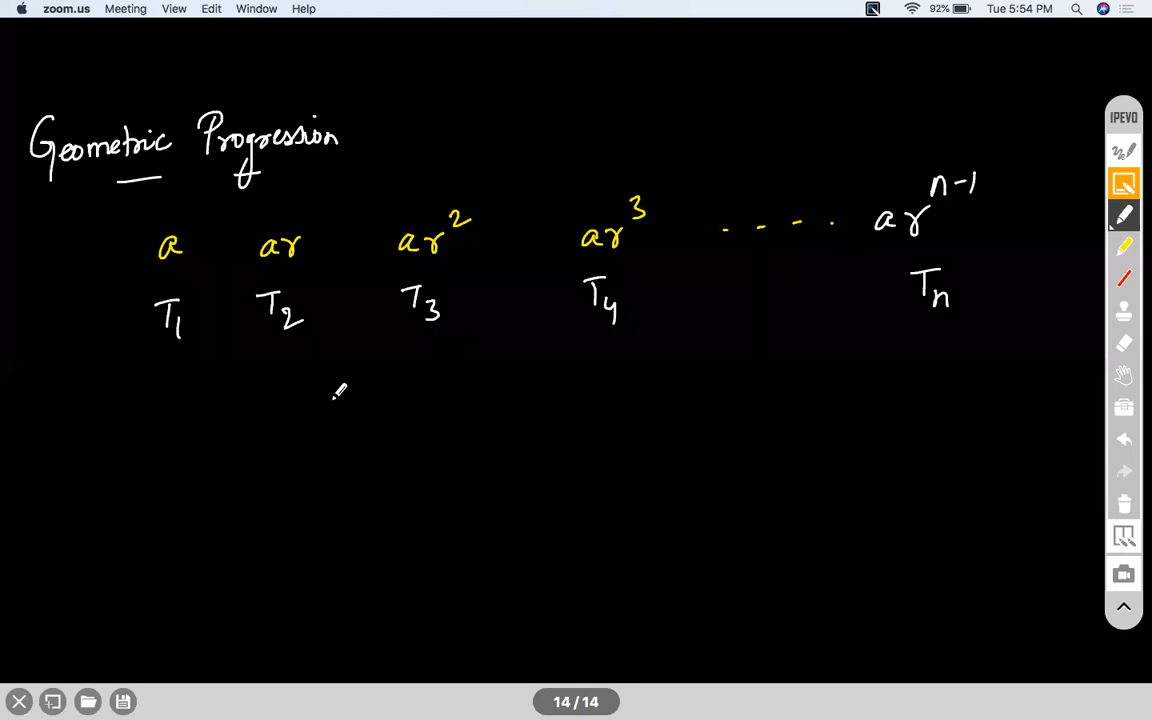 zoom.us Meeting View Edit Window Help 92% Tue 5:54 PM
Geometric Progression
IPEVO
a ar ar² ar³ . - - - . arⁿ⁻¹
T₁ T₂ T₃ T₄ Tₙ
14 / 14